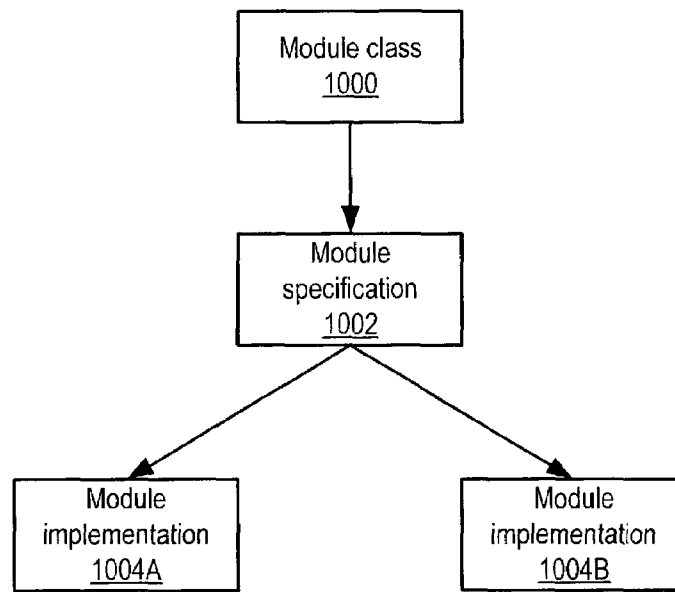 Module class
1000
Module
specification
1002
Module
implementation
1004A
Module
implementation
1004B